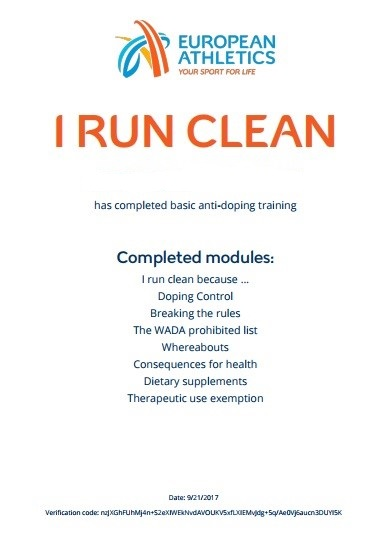 EUROPEAN
ATHLETICS
YOUR SPORT FOR LIFE
I RUN CLEAN
has completed basic anti-doping training
Completed modules:
I run clean because ...
Doping Control
Breaking the rules
The WADA prohibited list
Whereabouts
Consequences for health
Dietary supplements
Therapeutic use exemption
Date: 9/21/2017
Verification code: